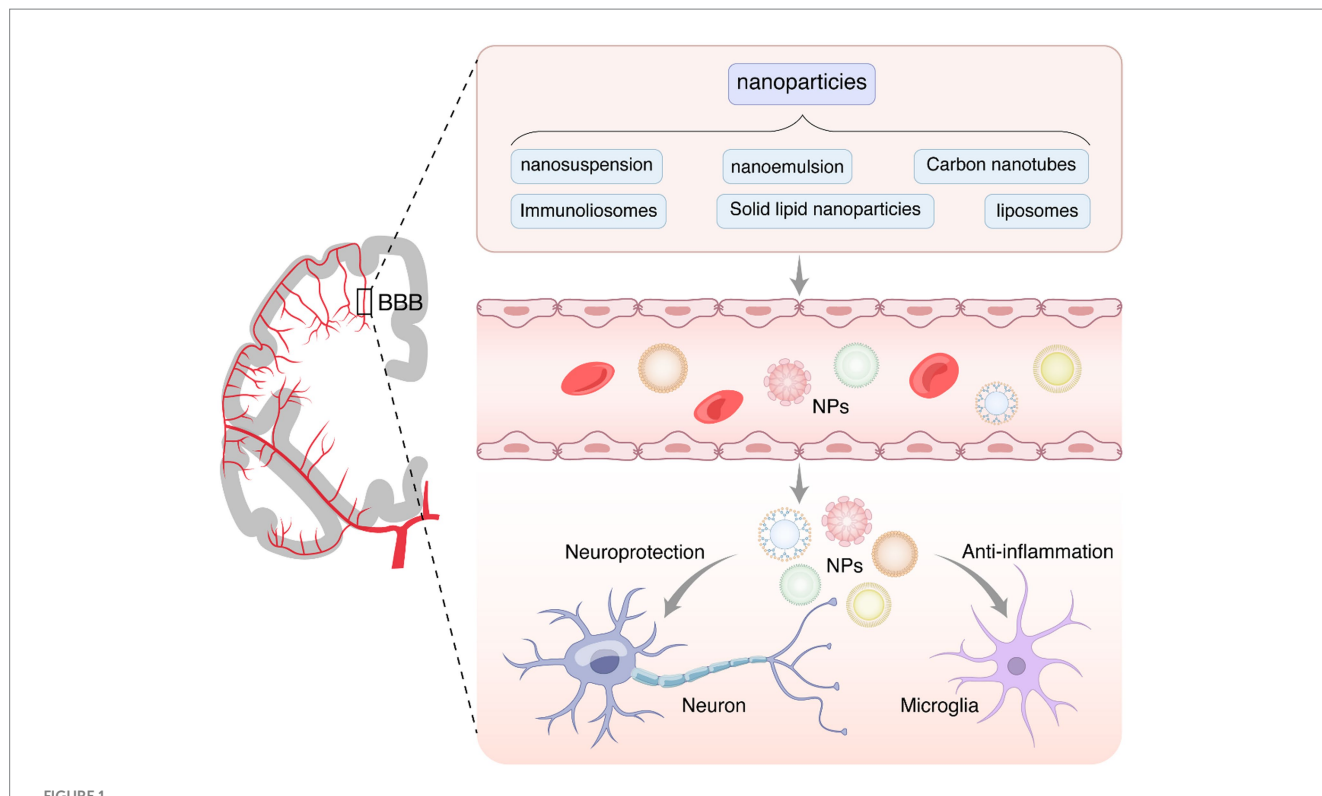 nanoparticies
nanosuspension
nanoemulsion
Carbon nanotubes
Immunoliosomes
Solid lipid nanoparticies
liposomes
BBB
NPs
Neuroprotection
Anti-inflammation
NPs
Neuron
Microglia
FIGURE 1